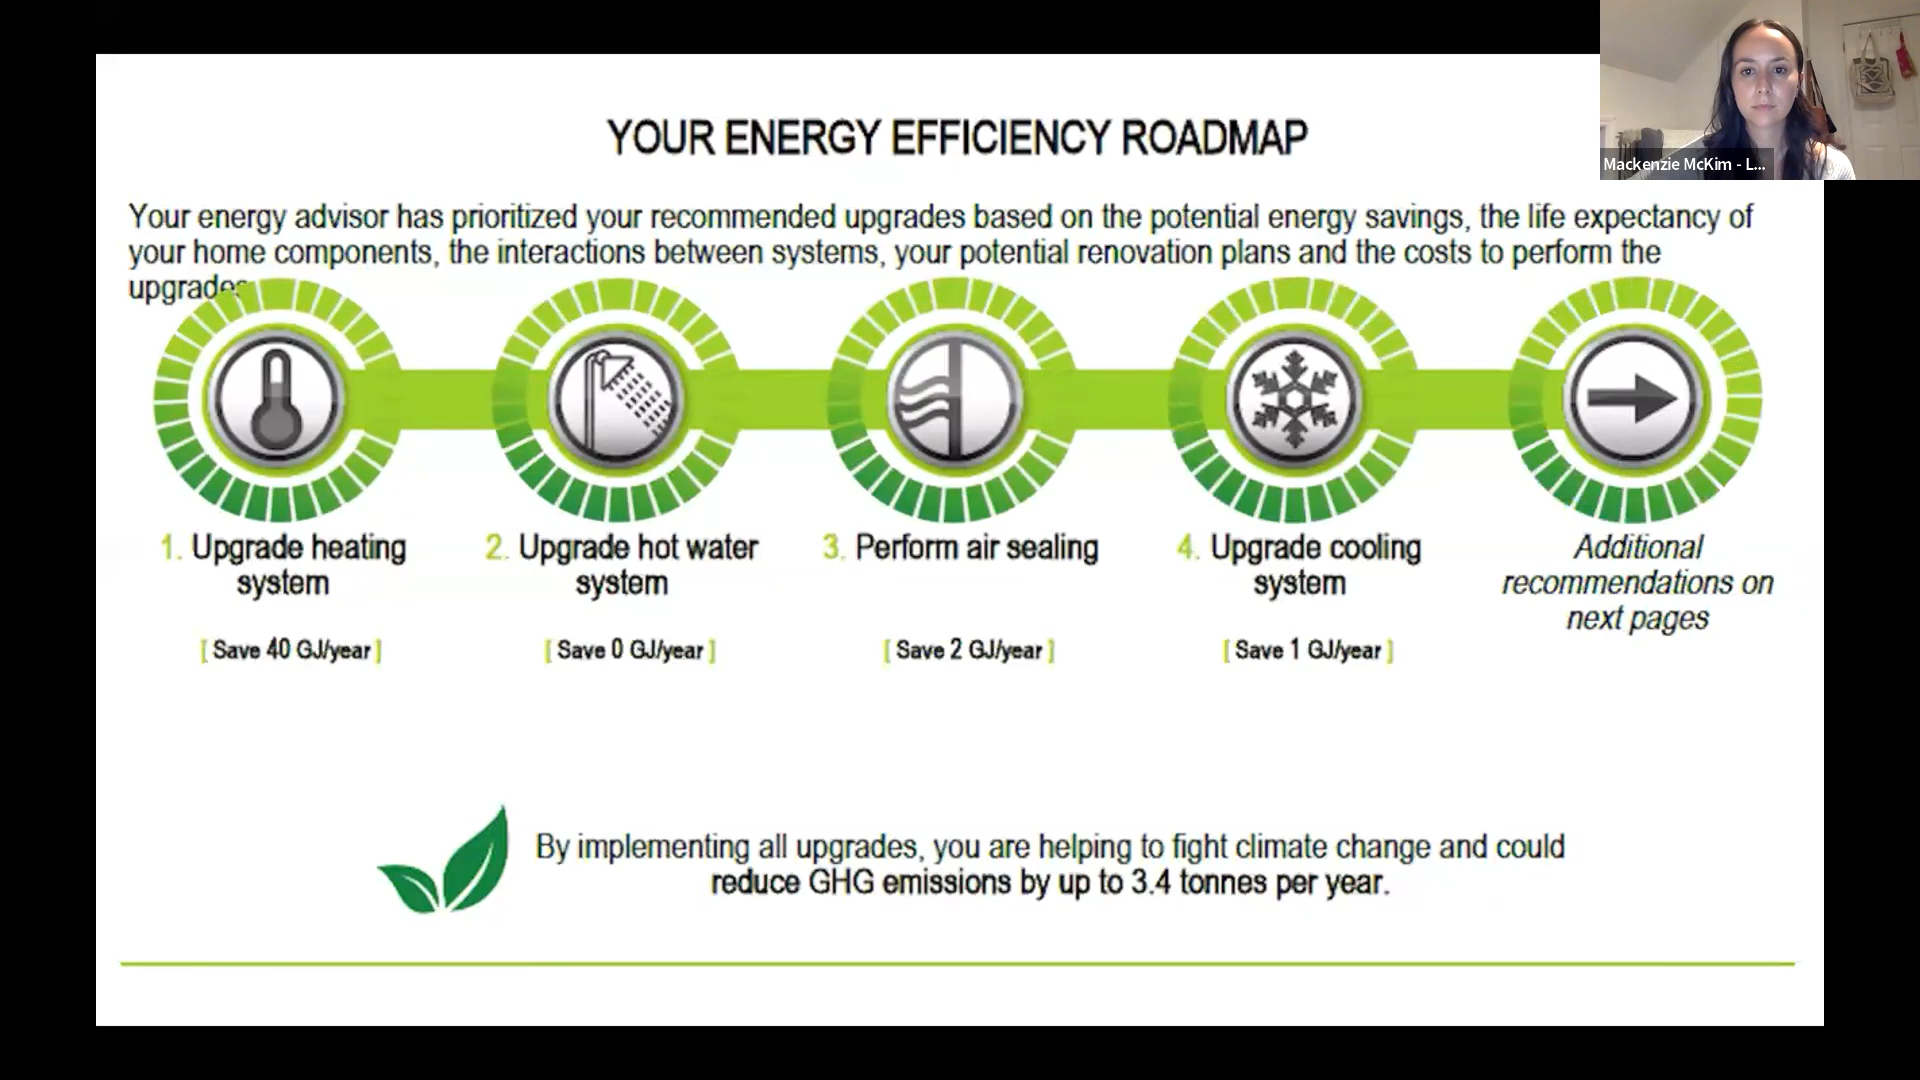 YOUR ENERGY EFFICIENCY ROADMAP
Mackenzie McKim - L...
Your energy advisor has prioritized your recommended upgrades based on the potential energy savings, the life expectancy of
your home components, the interactions between systems, your potential renovation plans and the costs to perform the
upgrades
1. Upgrade heating
system
[ Save 40 GJ/year ]
2. Upgrade hot water
system
[ Save 0 GJ/year ]
3. Perform air sealing
[ Save 2 GJ/year ]
4. Upgrade cooling
system
[ Save 1 GJ/year ]
Additional
recommendations on
next pages
By implementing all upgrades, you are helping to fight climate change and could
reduce GHG emissions by up to 3.4 tonnes per year.